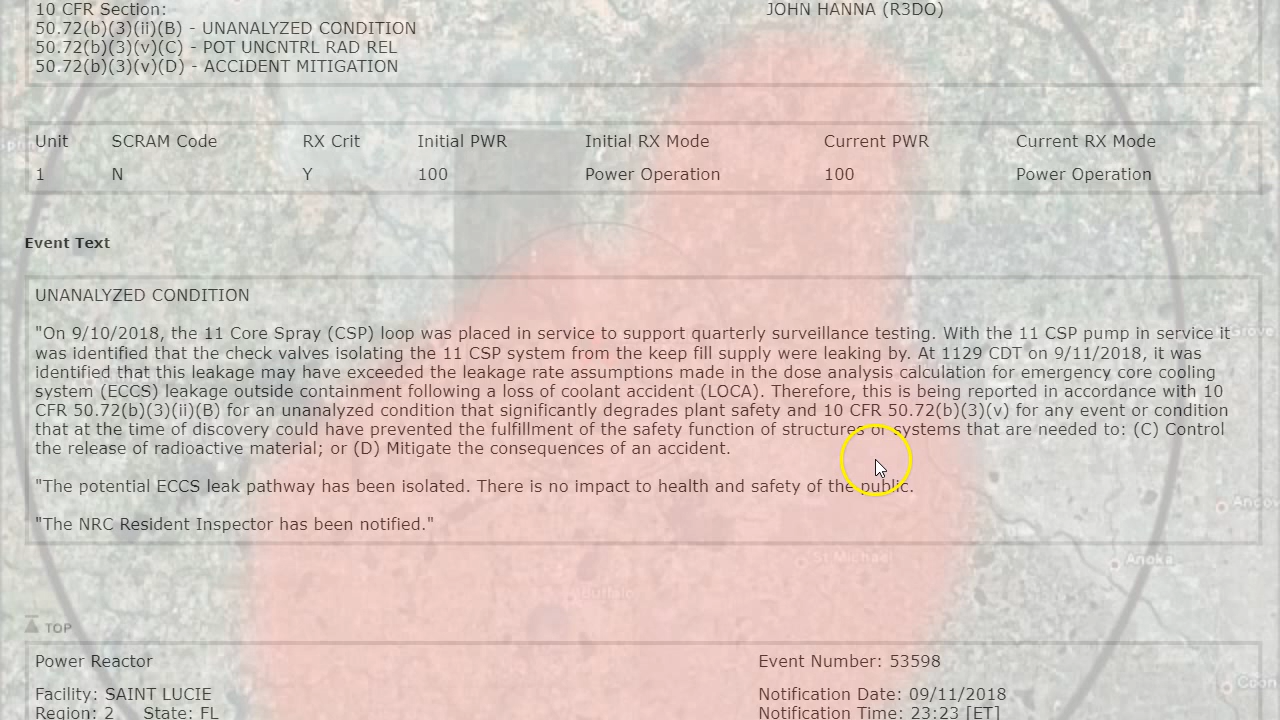 10 CFR Section:
JOHN HANNA (R3DO)
50.72(b)(3)(ii)(B) - UNANALYZED CONDITION
50.72(b)(3)(v)(C) - POT UNCNTRL RAD REL
50.72(b)(3)(v)(D) - ACCIDENT MITIGATION
Unit SCRAM Code RX Crit Initial PWR Initial RX Mode Current PWR Current RX Mode
1 N Y 100 Power Operation 100 Power Operation
Event Text
UNANALYZED CONDITION
"On 9/10/2018, the 11 Core Spray (CSP) loop was placed in service to support quarterly surveillance testing. With the 11 CSP pump in service it
was identified that the check valves isolating the 11 CSP system from the keep fill supply were leaking by. At 1129 CDT on 9/11/2018, it was
identified that this leakage may have exceeded the leakage rate assumptions made in the dose analysis calculation for emergency core cooling
system (ECCS) leakage outside containment following a loss of coolant accident (LOCA). Therefore, this is being reported in accordance with 10
CFR 50.72(b)(3)(ii)(B) for an unanalyzed condition that significantly degrades plant safety and 10 CFR 50.72(b)(3)(v) for any event or condition
that at the time of discovery could have prevented the fulfillment of the safety function of structures or systems that are needed to: (C) Control
the release of radioactive material; or (D) Mitigate the consequences of an accident.
"The potential ECCS leak pathway has been isolated. There is no impact to health and safety of the public.
"The NRC Resident Inspector has been notified."
St Michael
Anoka
Buffalo
TOP
Power Reactor
Event Number: 53598
Facility: SAINT LUCIE
Notification Date: 09/11/2018
Region: 2 State: FL
Notification Time: 23:23 [ET]